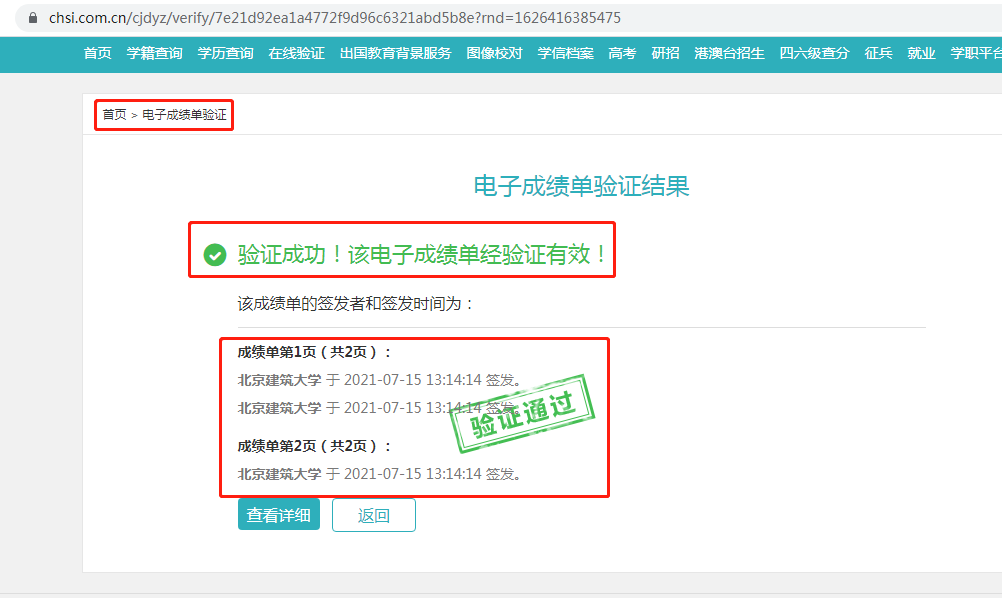 chsi.com.cn/cjdyz/verify/7e21d92ea1a4772f9d96c6321abd5b8e?rnd=1626416385475
首页 学籍查询 学历查询 在线验证 出国教育背景服务 图像校对 学信档案 高考 研招 港澳台招生 四六级查分 征兵 就业 学职平台
首页 > 电子成绩单验证
电子成绩单验证结果
验证成功！该电子成绩单经验证有效！
该成绩单的签发者和签发时间为：
成绩单第1页（共2页）：
北京建筑大学 于 2021-07-15 13:14:14 签发。
北京建筑大学 于 2021-07-15 13:14:14 签发。
验证通过
成绩单第2页（共2页）：
北京建筑大学 于 2021-07-15 13:14:14 签发。
查看详细 返回